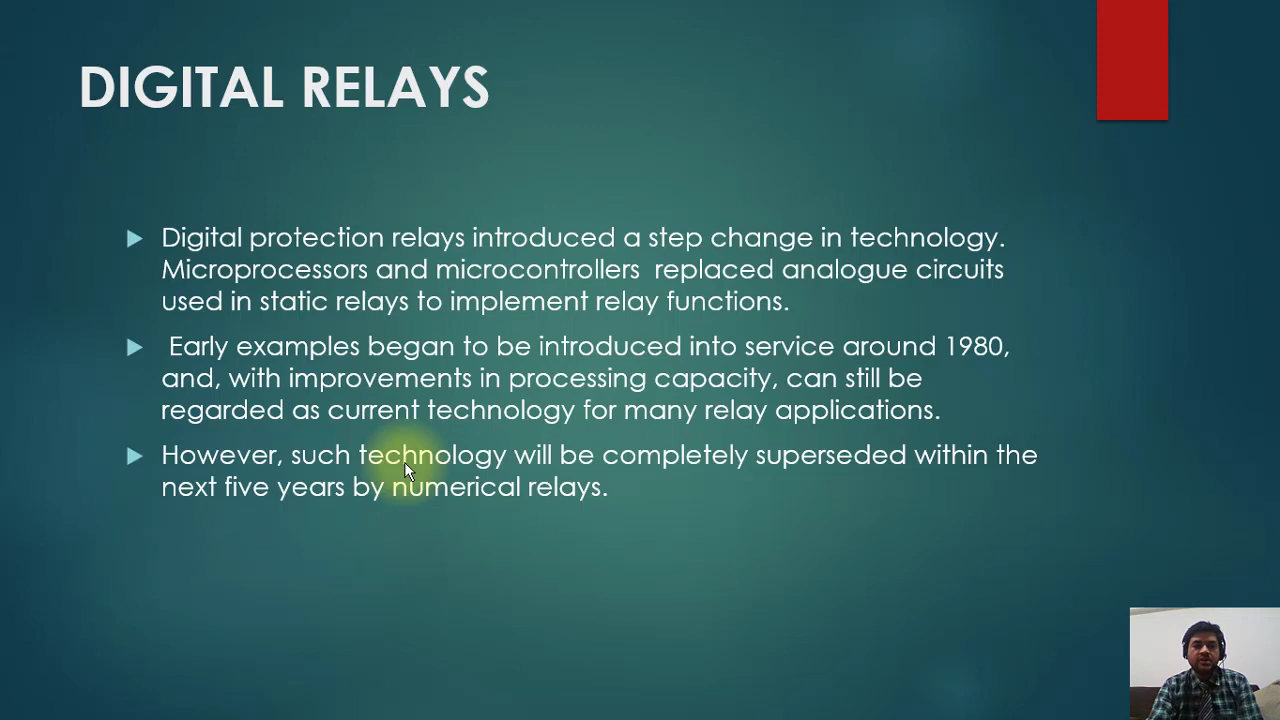 DIGITAL RELAYS
Digital protection relays introduced a step change in technology.
Microprocessors and microcontrollers  replaced analogue circuits
used in static relays to implement relay functions.
Early examples began to be introduced into service around 1980,
and, with improvements in processing capacity, can still be
regarded as current technology for many relay applications.
However, such technology will be completely superseded within the
next five years by numerical relays.